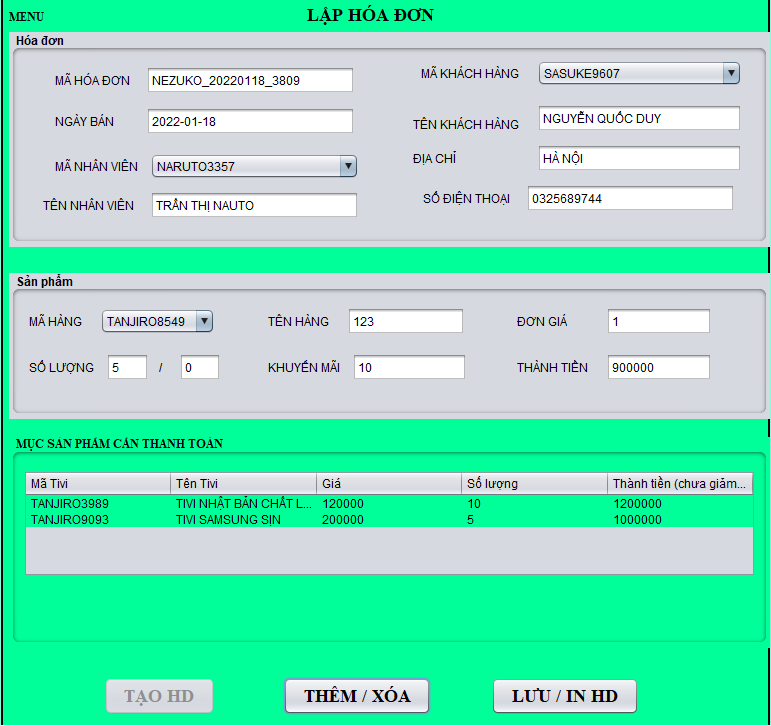 MENU
LẬP HÓA ĐƠN
Hóa đơn
MÃ HÓA ĐƠN NEZUKO_20220118_3809
MÃ KHÁCH HÀNG SASUKE9607
NGÀY BÁN 2022-01-18
TÊN KHÁCH HÀNG NGUYỄN QUỐC DUY
MÃ NHÂN VIÊN NARUTO3357
ĐỊA CHỈ HÀ NỘI
TÊN NHÂN VIÊN TRẦN THỊ NAUTO
SỐ ĐIỆN THOẠI 0325689744
Sản phẩm
MÃ HÀNG TANJIRO8549 TÊN HÀNG 123 ĐƠN GIÁ 1
SỐ LƯỢNG 5 / 0 KHUYẾN MÃI 10 THÀNH TIỀN 900000
MỤC SẢN PHẨM CẦN THANH TOÁN
Mã Tivi Tên Tivi Giá Số lượng Thành tiền (chưa giảm...
TANJIRO3989 TIVI NHẬT BẢN CHẤT L... 120000 10 1200000
TANJIRO9093 TIVI SAMSUNG SỊN 200000 5 1000000
TẠO HD THÊM / XÓA LƯU / IN HD